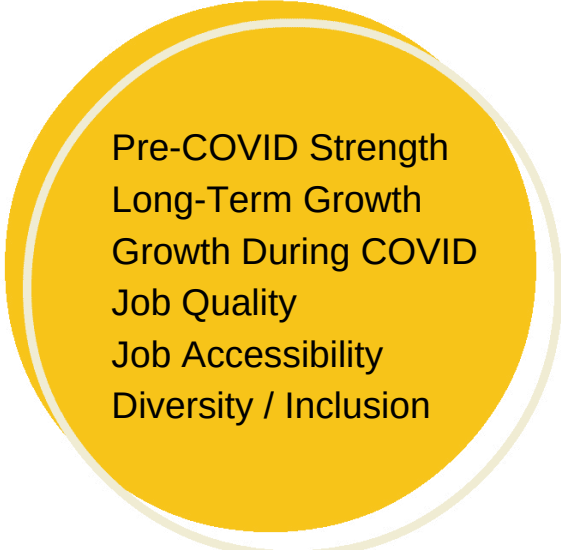 Pre-COVID Strength
Long-Term Growth
Growth During COVID
Job Quality
Job Accessibility
Diversity / Inclusion